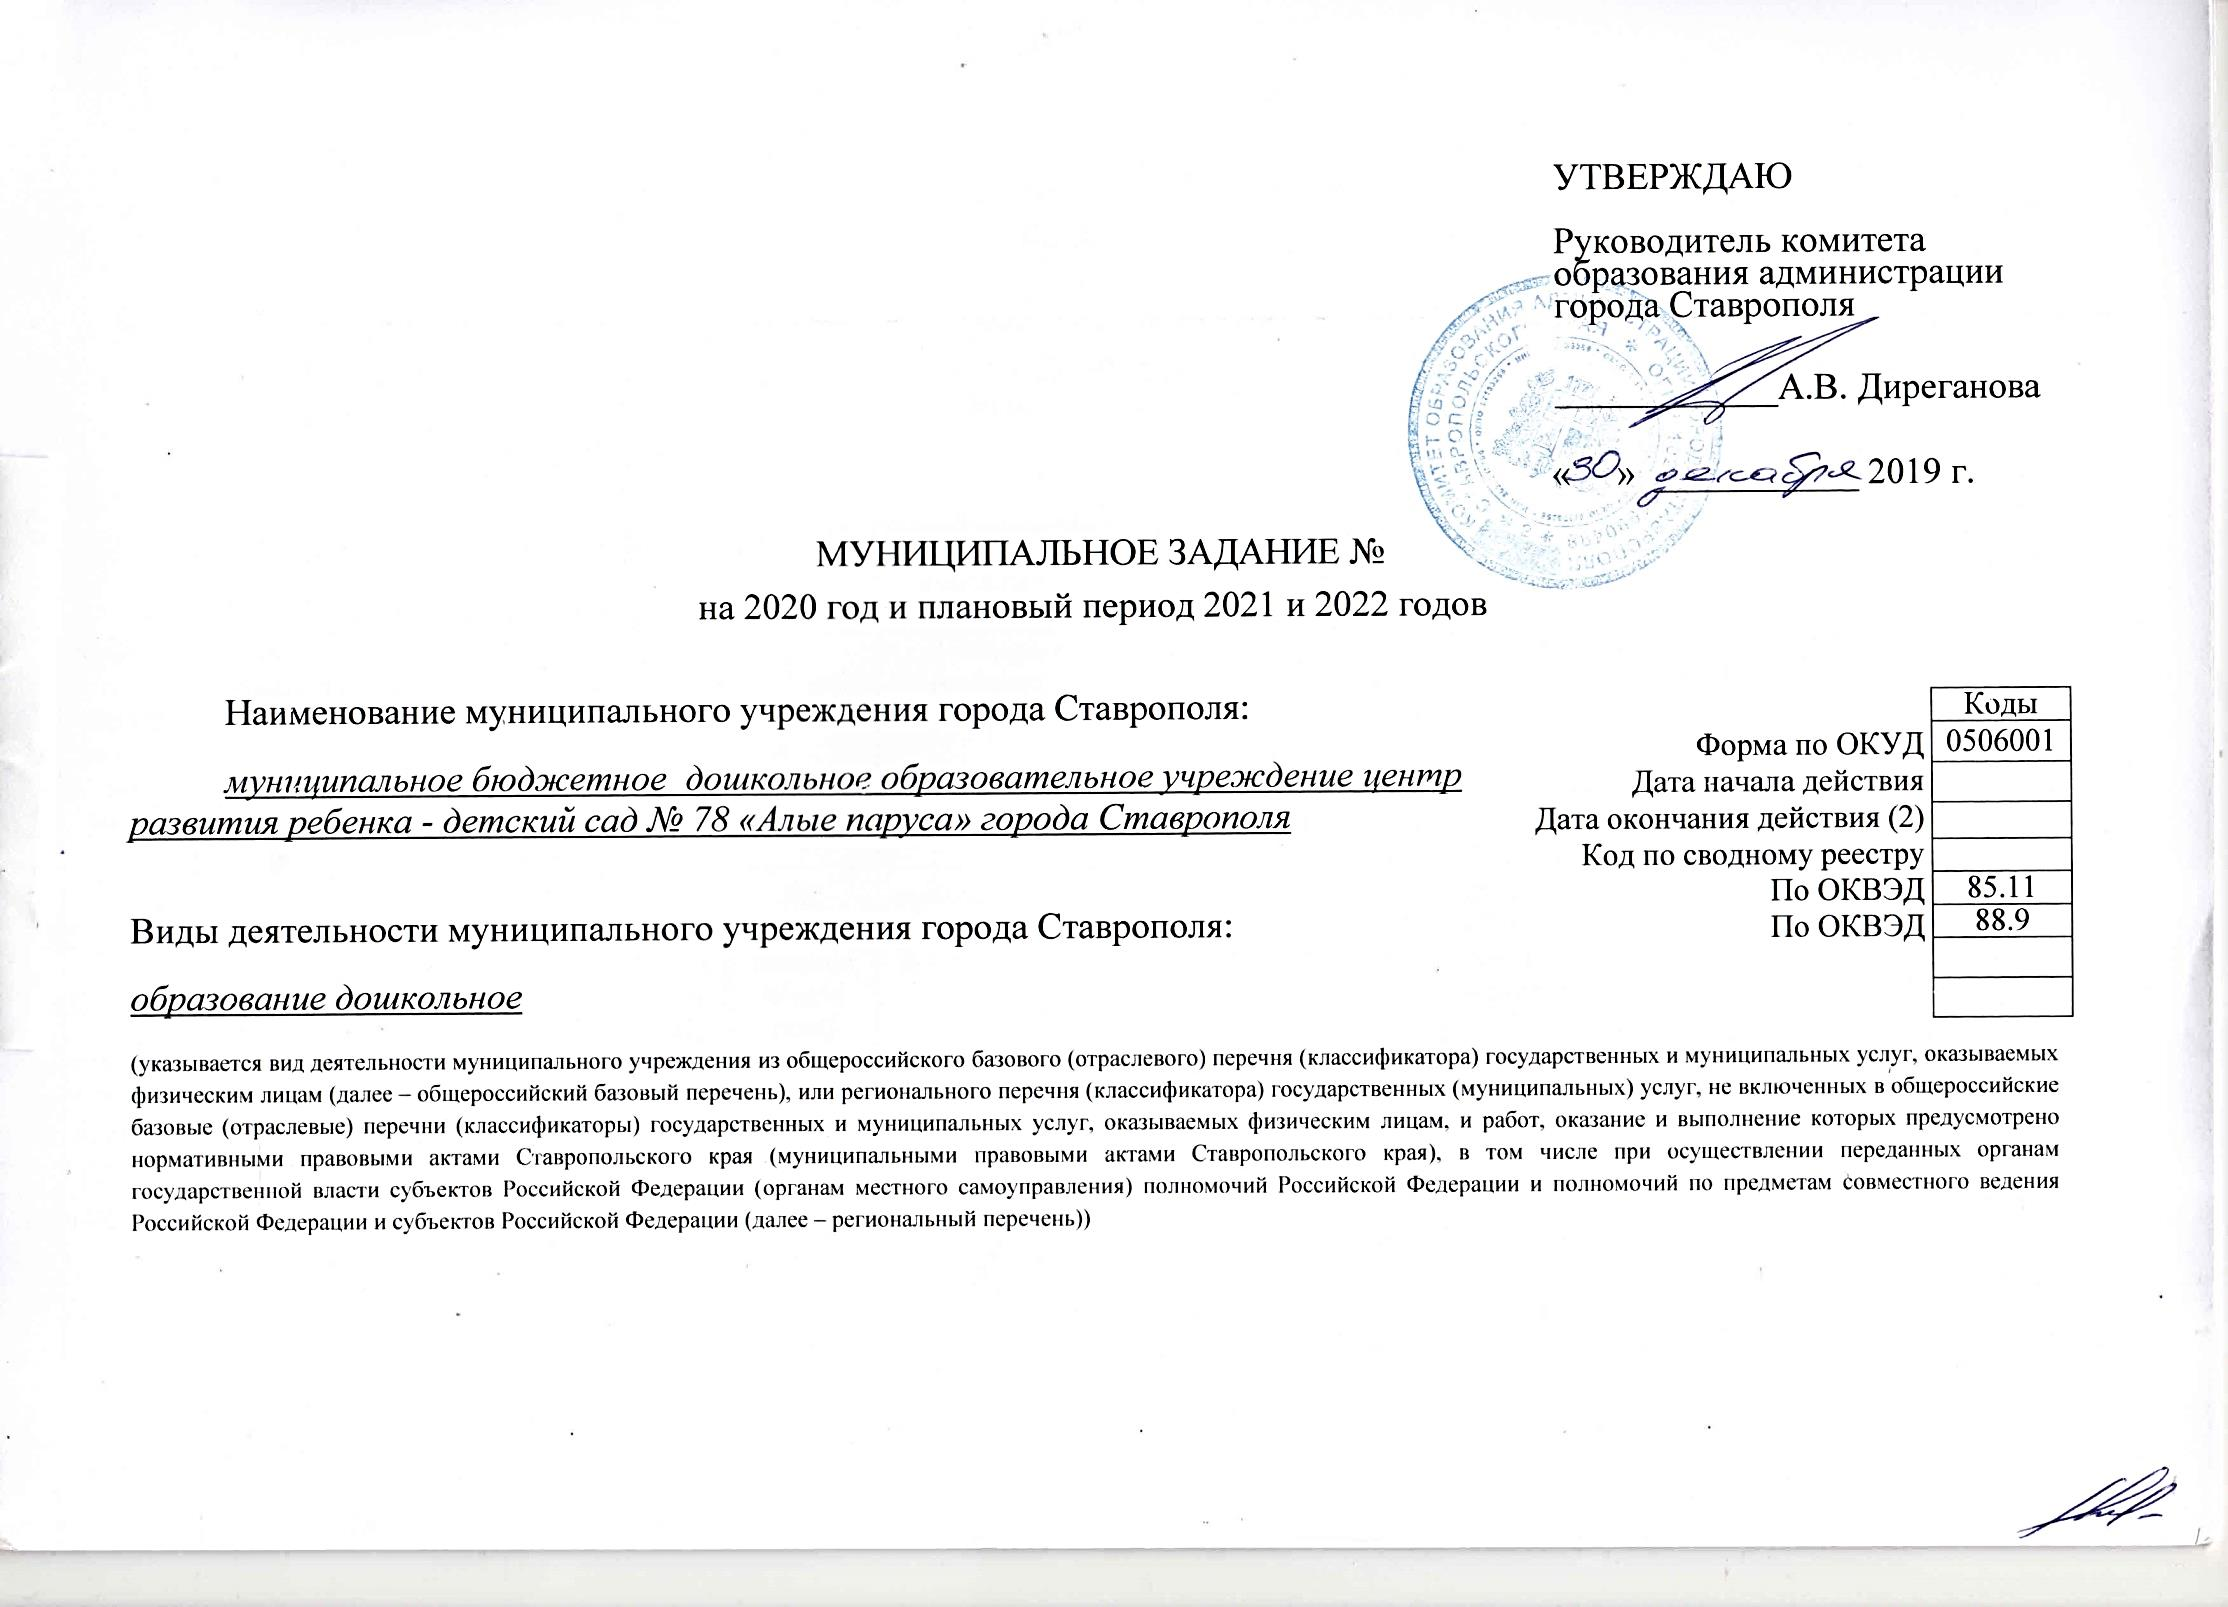 УТВЕРЖДАЮ
Руководитель комитета
образования администрации
города Ставрополя
А.В. Диреганова
«30» декабря 2019 г.
МУНИЦИПАЛЬНОЕ ЗАДАНИЕ №
на 2020 год и плановый период 2021 и 2022 годов
Наименование муниципального учреждения города Ставрополя:
муниципальное бюджетное дошкольное образовательное учреждение центр
развития ребенка - детский сад № 78 «Алые паруса» города Ставрополя
Виды деятельности муниципального учреждения города Ставрополя:
образование дошкольное
Коды
Форма по ОКУД 0506001
Дата начала действия
Дата окончания действия (2)
Код по сводному реестру
По ОКВЭД 85.11
По ОКВЭД 88.9
(указывается вид деятельности муниципального учреждения из общероссийского базового (отраслевого) перечня (классификатора) государственных и муниципальных услуг, оказываемых
физическим лицам (далее – общероссийский базовый перечень), или регионального перечня (классификатора) государственных (муниципальных) услуг, не включенных в общероссийские
базовые (отраслевые) перечни (классификаторы) государственных и муниципальных услуг, оказываемых физическим лицам, и работ, оказание и выполнение которых предусмотрено
нормативными правовыми актами Ставропольского края (муниципальными правовыми актами Ставропольского края), в том числе при осуществлении переданных органам
государственной власти субъектов Российской Федерации (органам местного самоуправления) полномочий Российской Федерации и полномочий по предметам совместного ведения
Российской Федерации и субъектов Российской Федерации (далее – региональный перечень))